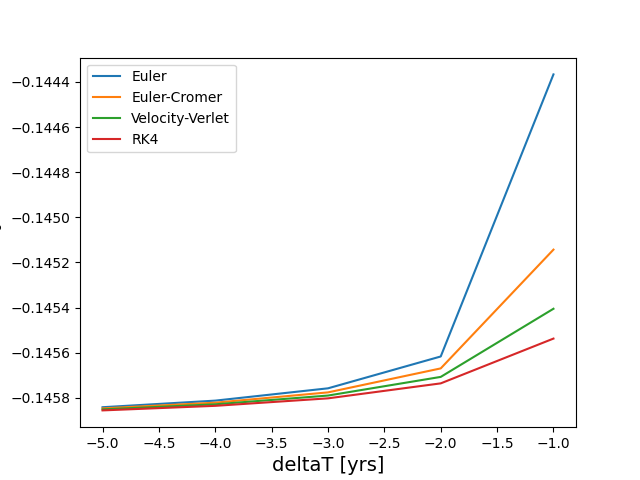 Euler
Euler-Cromer
Velocity-Verlet
RK4
−0.1444
−0.1446
−0.1448
−0.1450
−0.1452
−0.1454
−0.1456
−0.1458
−5.0 −4.5 −4.0 −3.5 −3.0 −2.5 −2.0 −1.5 −1.0
deltaT [yrs]